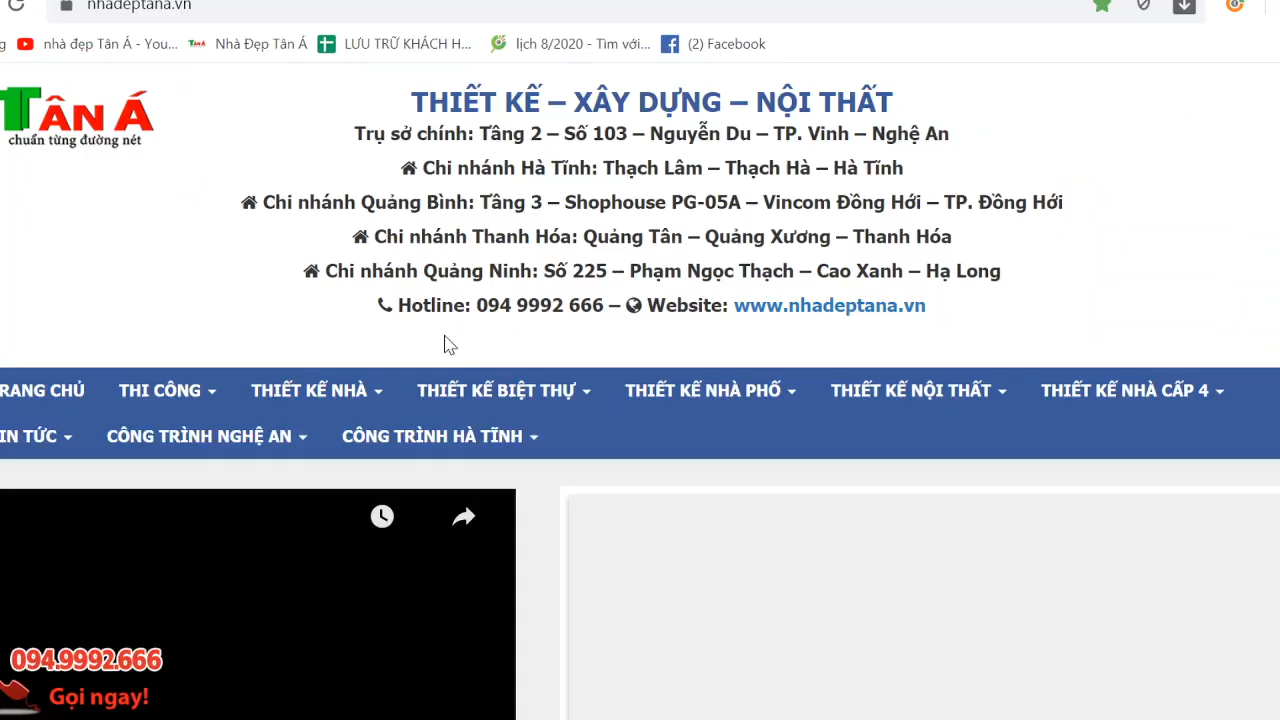 nhadeptana.vn
g nhà đẹp Tân Á - You... Nhà Đẹp Tân Á LƯU TRỮ KHÁCH H... lịch 8/2020 - Tìm với... (2) Facebook
TÂN Á
chuẩn từng đường nét
THIẾT KẾ – XÂY DỰNG – NỘI THẤT
Trụ sở chính: Tầng 2 – Số 103 – Nguyễn Du – TP. Vinh – Nghệ An
Chi nhánh Hà Tĩnh: Thạch Lâm – Thạch Hà – Hà Tĩnh
Chi nhánh Quảng Bình: Tầng 3 – Shophouse PG-05A – Vincom Đồng Hới – TP. Đồng Hới
Chi nhánh Thanh Hóa: Quảng Tân – Quảng Xương – Thanh Hóa
Chi nhánh Quảng Ninh: Số 225 – Phạm Ngọc Thạch – Cao Xanh – Hạ Long
Hotline: 094 9992 666 – Website: www.nhadeptana.vn
RANG CHỦ THI CÔNG THIẾT KẾ NHÀ THIẾT KẾ BIỆT THỰ THIẾT KẾ NHÀ PHỐ THIẾT KẾ NỘI THẤT THIẾT KẾ NHÀ CẤP 4
IN TỨC CÔNG TRÌNH NGHỆ AN CÔNG TRÌNH HÀ TĨNH
094.9992.666
Gọi ngay!